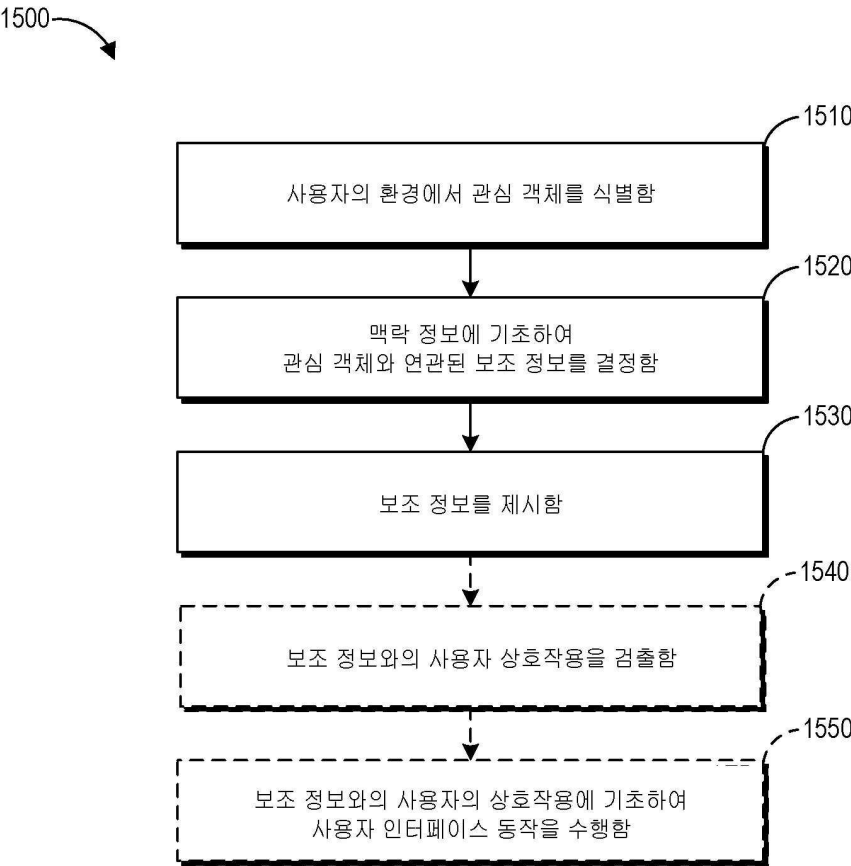 1500
1510
사용자의 환경에서 관심 객체를 식별함
1520
맥락 정보에 기초하여
관심 객체와 연관된 보조 정보를 결정함
1530
보조 정보를 제시함
1540
보조 정보와의 사용자 상호작용을 검출함
1550
보조 정보와의 사용자의 상호작용에 기초하여
사용자 인터페이스 동작을 수행함